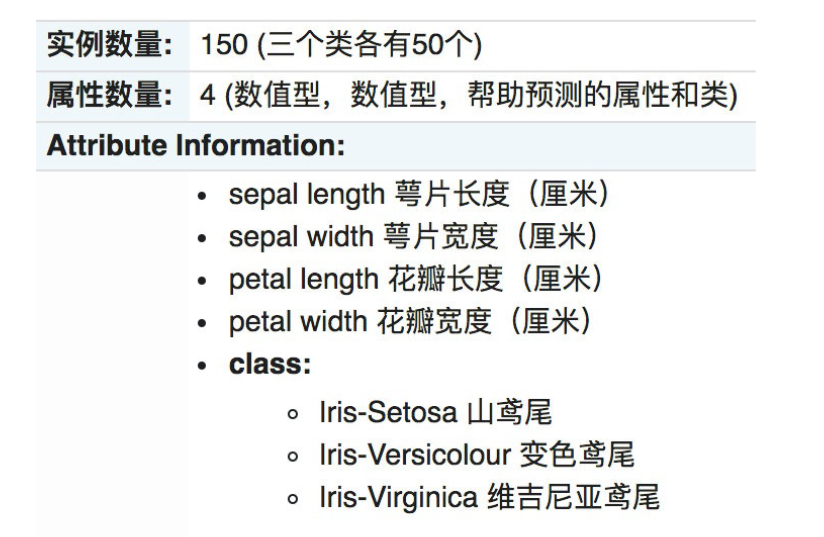 实例数量: 150 (三个类各有50个)
属性数量: 4 (数值型，数值型，帮助预测的属性和类)
Attribute Information:
• sepal length 萼片长度（厘米）
• sepal width 萼片宽度（厘米）
• petal length 花瓣长度（厘米）
• petal width 花瓣宽度（厘米）
• class:
◦ Iris-Setosa 山鸢尾
◦ Iris-Versicolour 变色鸢尾
◦ Iris-Virginica 维吉尼亚鸢尾